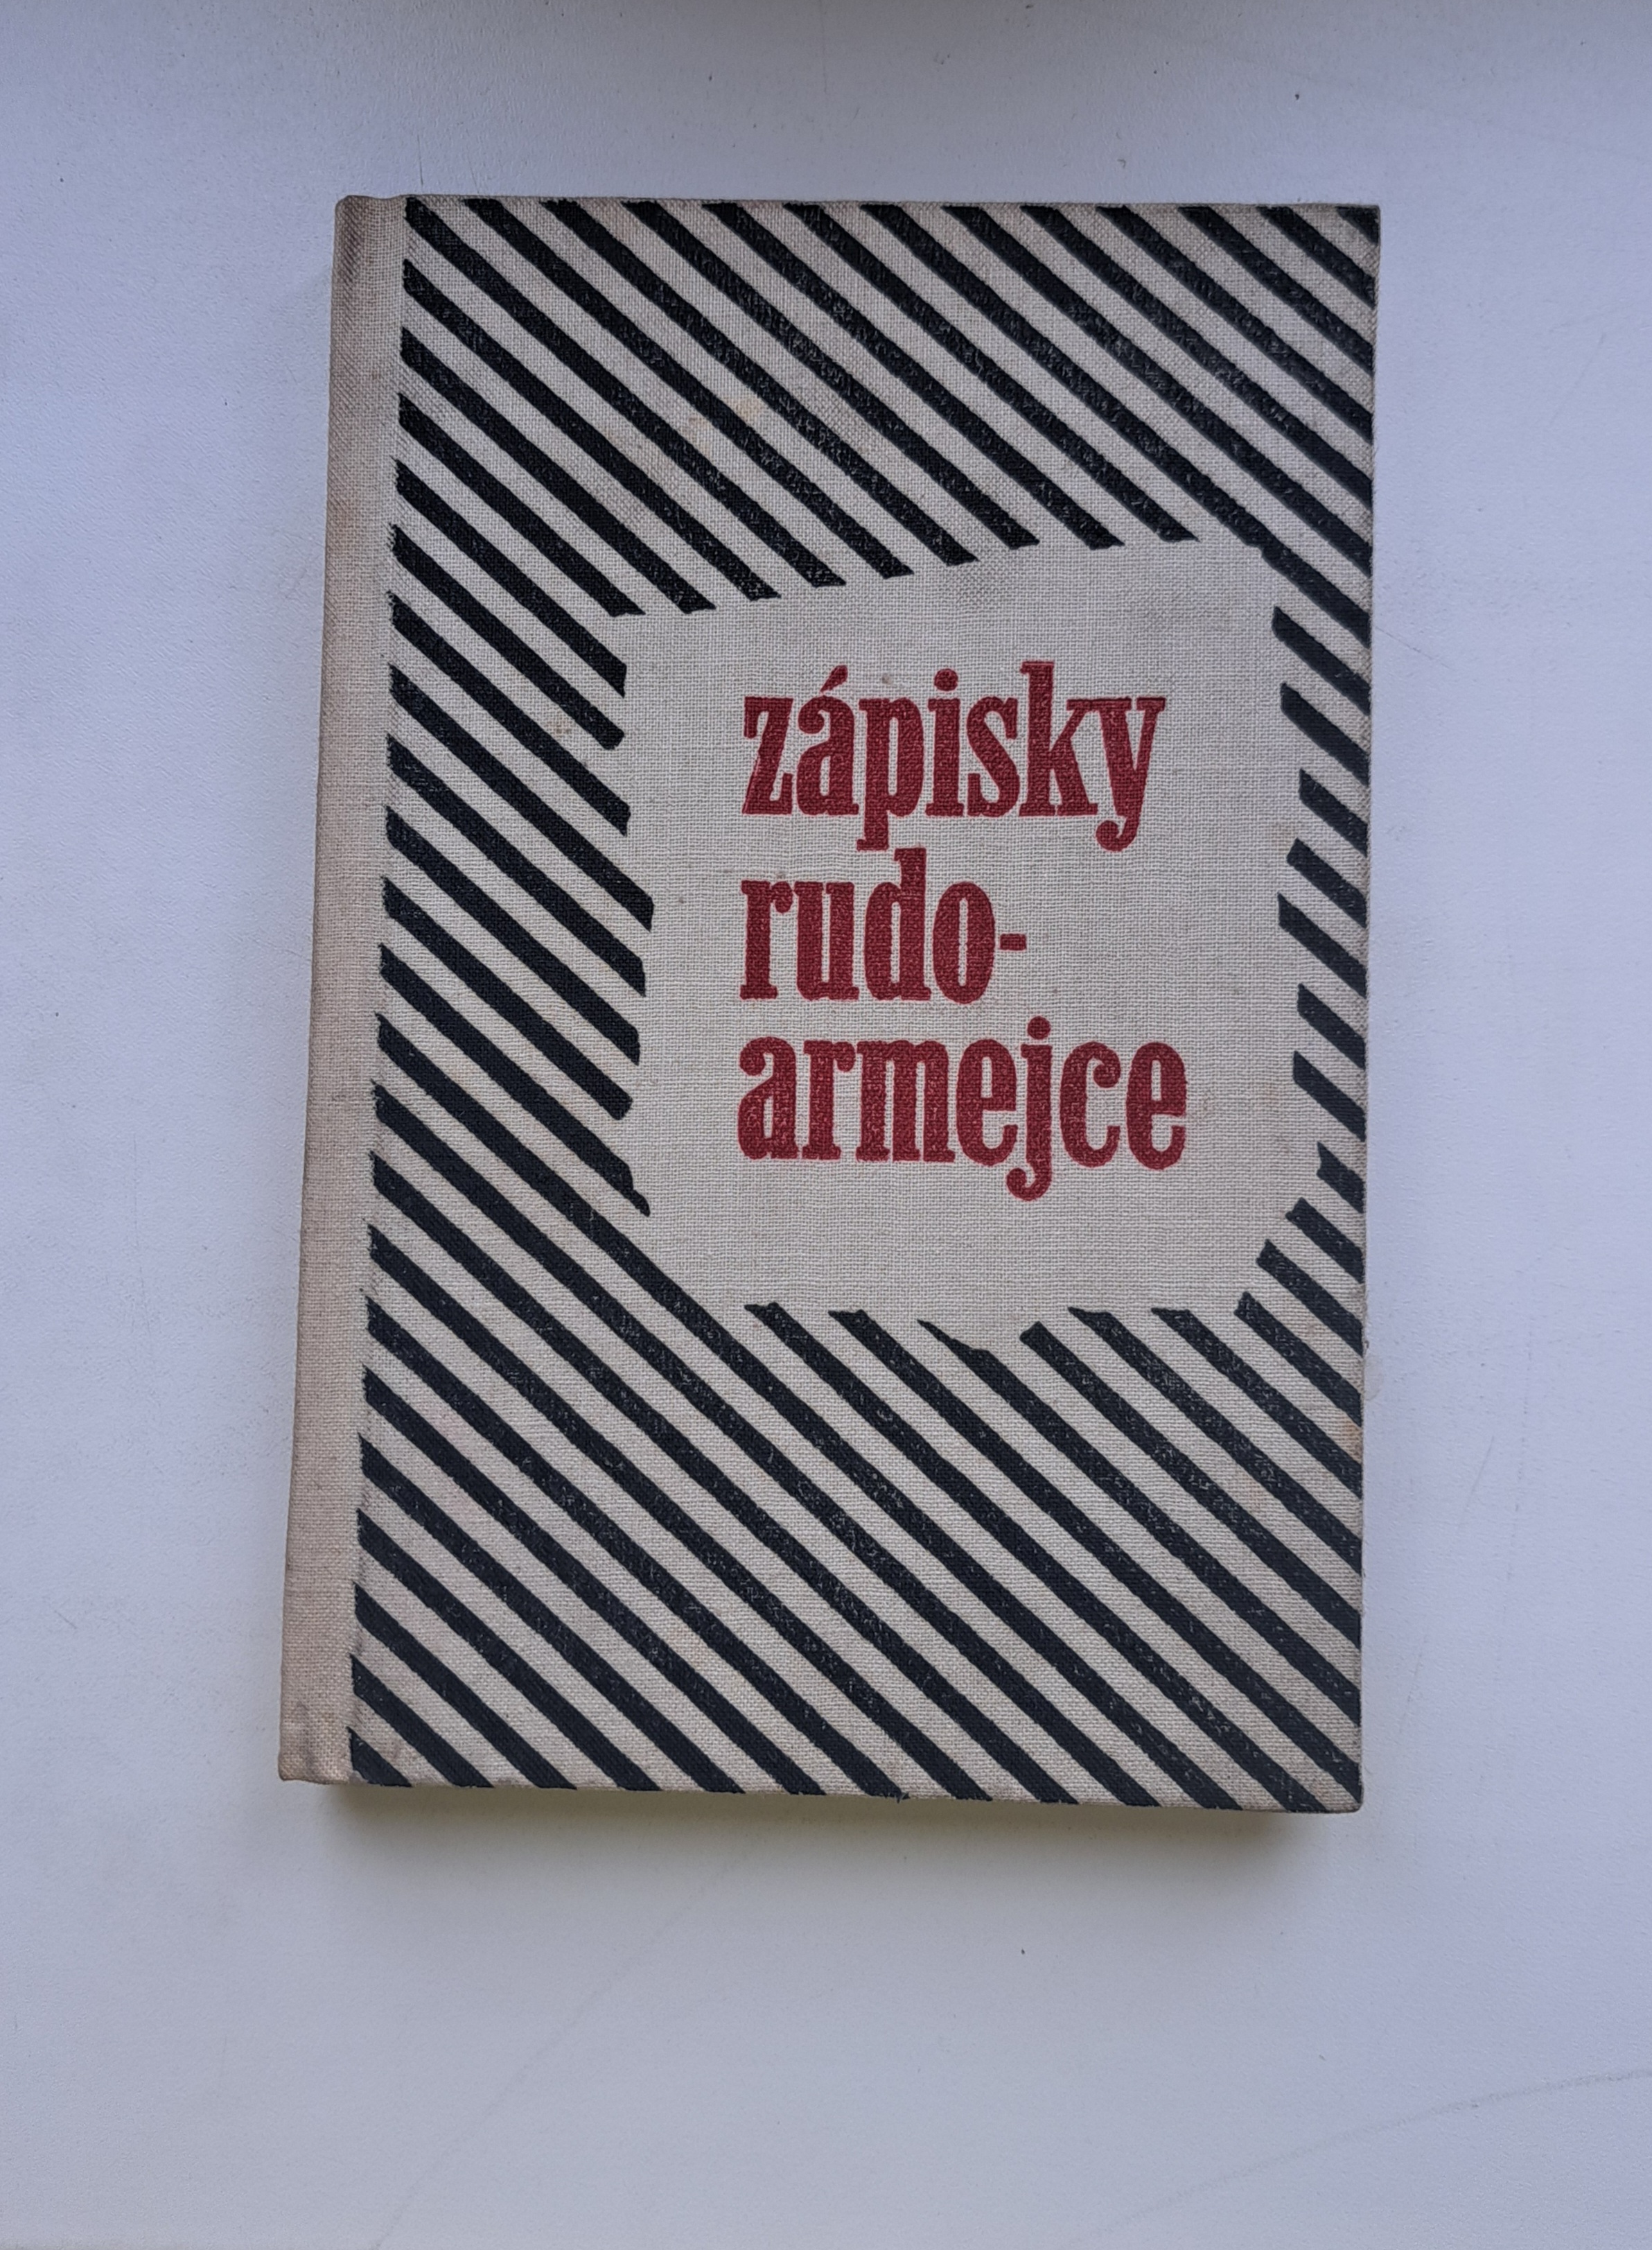 zápisky
rudo-
armejce